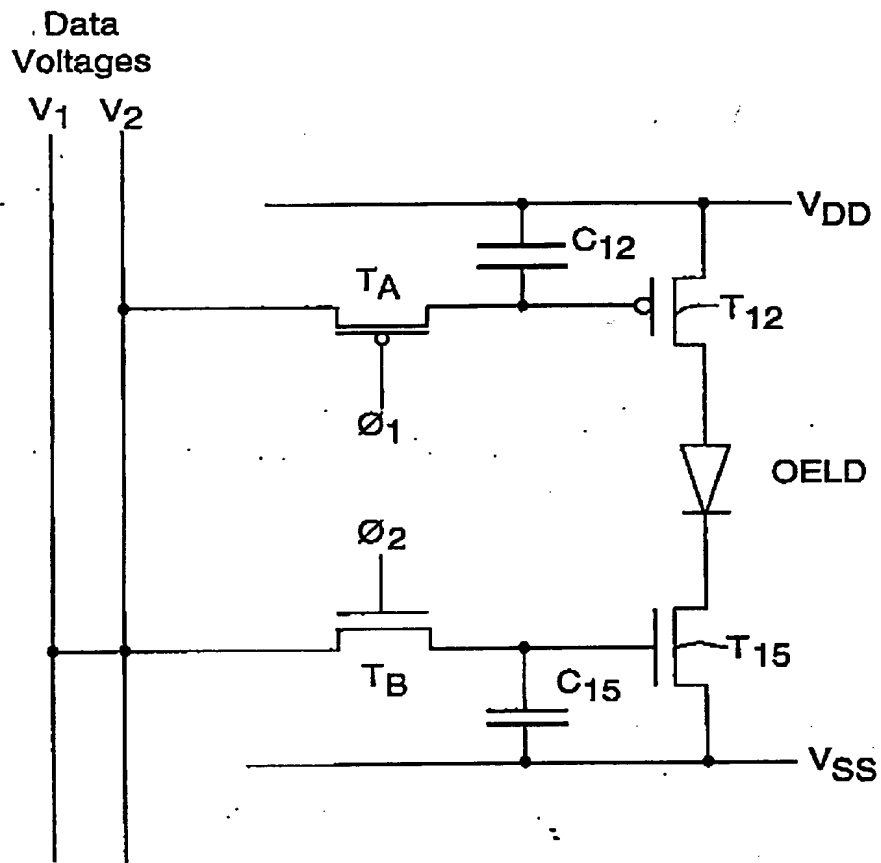 Data
Voltages
V1 V2
VDD
C12
TA
T12
Ø1
OELD
Ø2
T15
TB
C15
VSS